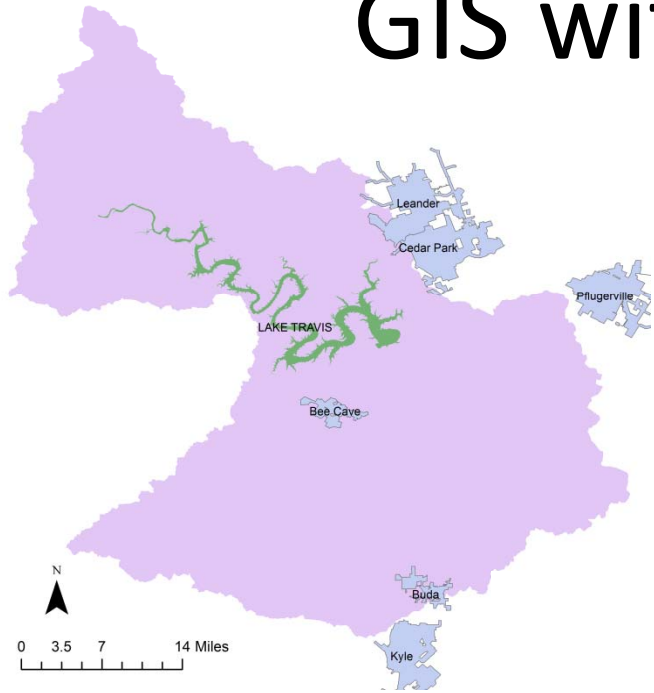 GIS wi
Leander
Cedar Park
Pflugerville
LAKE TRAVIS
Bee Cave
N
Buda
0 3.5 7 14 Miles
Kyle